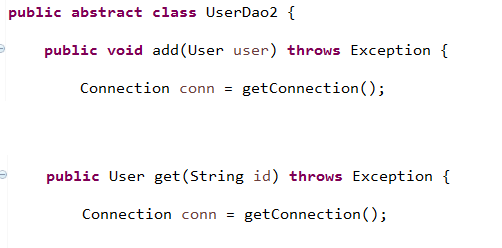 public abstract class UserDao2 {
public void add(User user) throws Exception {
Connection conn = getConnection();
public User get(String id) throws Exception {
Connection conn = getConnection();